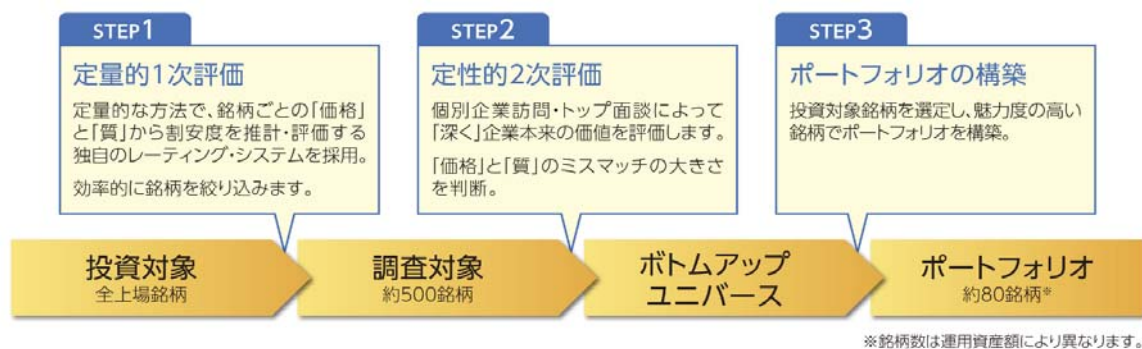 STEP1
定量的1次評価
定量的な方法で、銘柄ごとの「価格」
と「質」から割安度を推計・評価する
独自のレーティング・システムを採用。
効率的に銘柄を絞り込みます。
STEP2
定性的2次評価
個別企業訪問・トップ面談によって
「深く」企業本来の価値を評価します。
「価格」と「質」のミスマッチの大きさ
を判断。
STEP3
ポートフォリオの構築
投資対象銘柄を選定し、魅力度の高い
銘柄でポートフォリオを構築。
投資対象
全上場銘柄
調査対象
約500銘柄
ボトムアップ
ユニバース
ポートフォリオ
約80銘柄※
※銘柄数は運用資産額により異なります。